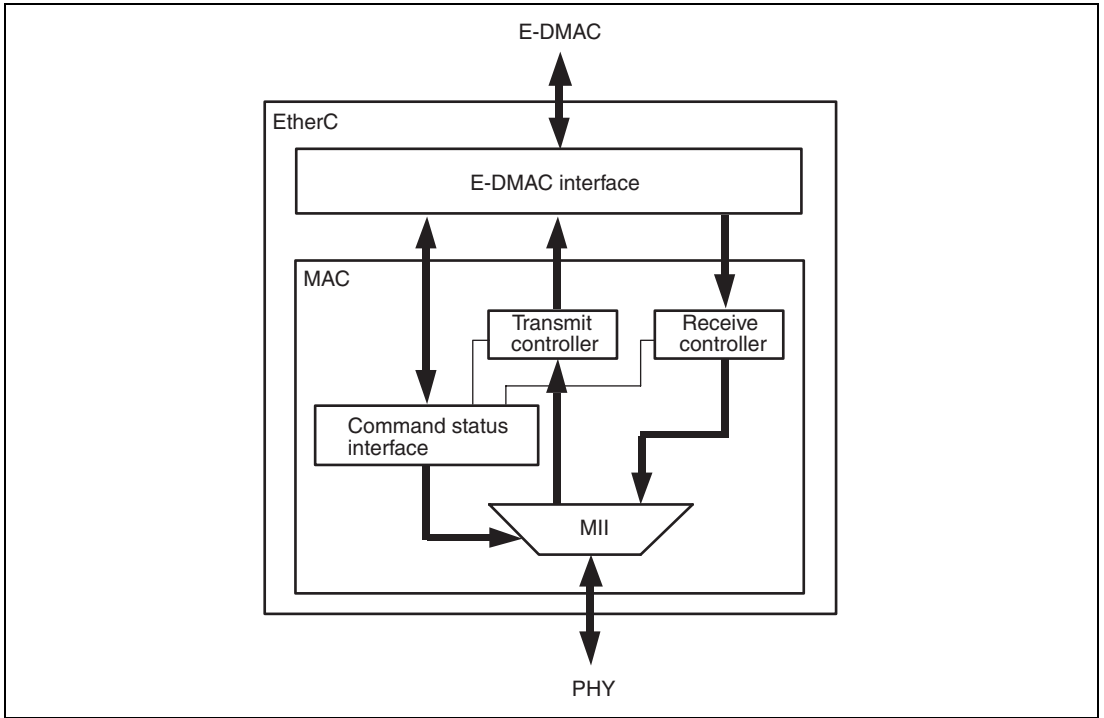 E-DMAC
EtherC
E-DMAC interface
MAC
Transmit
controller
Receive
controller
Command status
interface
MII
PHY